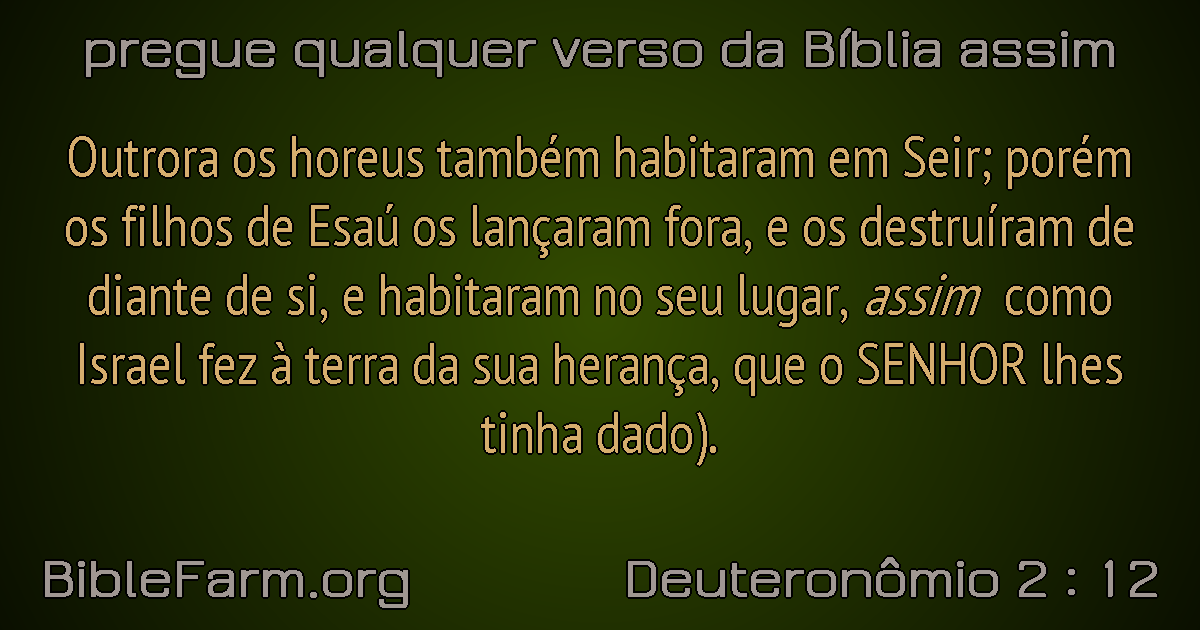 pregue qualquer verso da Bíblia assim
Outrora os horeus também habitaram em Seir; porém
os filhos de Esaú os lançaram fora, e os destruíram de
diante de si, e habitaram no seu lugar, assim como
Israel fez à terra da sua herança, que o SENHOR lhes
tinha dado).
BibleFarm.org
Deuteronômio 2 : 12